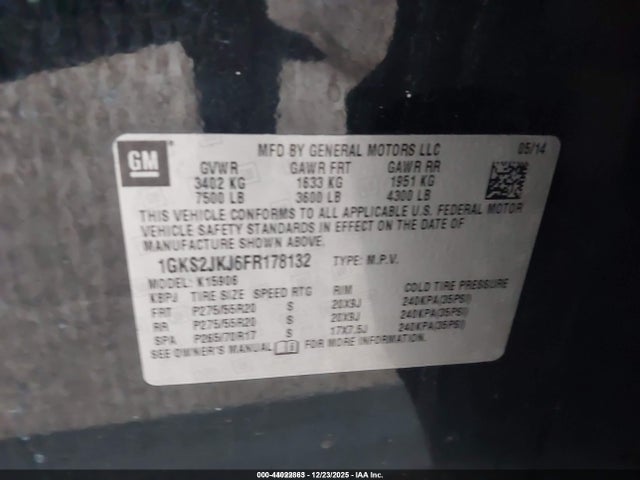 GM
MFD BY GENERAL MOTORS LLC 05/14
GVWR GAWR FRT GAWR RR
3402 KG 1633 KG 1951 KG
7500 LB 3600 LB 4300 LB
THIS VEHICLE CONFORMS TO ALL APPLICABLE U.S. FEDERAL MOTOR
VEHICLE SAFETY STANDARDS IN EFFECT ON THE DATE OF
MANUFACTURE SHOWN ABOVE.
1GKS2JKJ6FR178132 TYPE: M.P.V.
MODEL: K15906
KBPJ TIRE SIZE SPEED RTG RIM COLD TIRE PRESSURE
FRT P275/55R20 S 20X9J 240KPA(35PSI)
RR P275/55R20 S 20X9J 240KPA(35PSI)
SPA P265/70R17 S 17X7.5J 240KPA(35PSI)
SEE OWNER'S MANUAL FOR MORE INFORMATION.
000-44022863 - 12/23/2025 - IAA Inc.